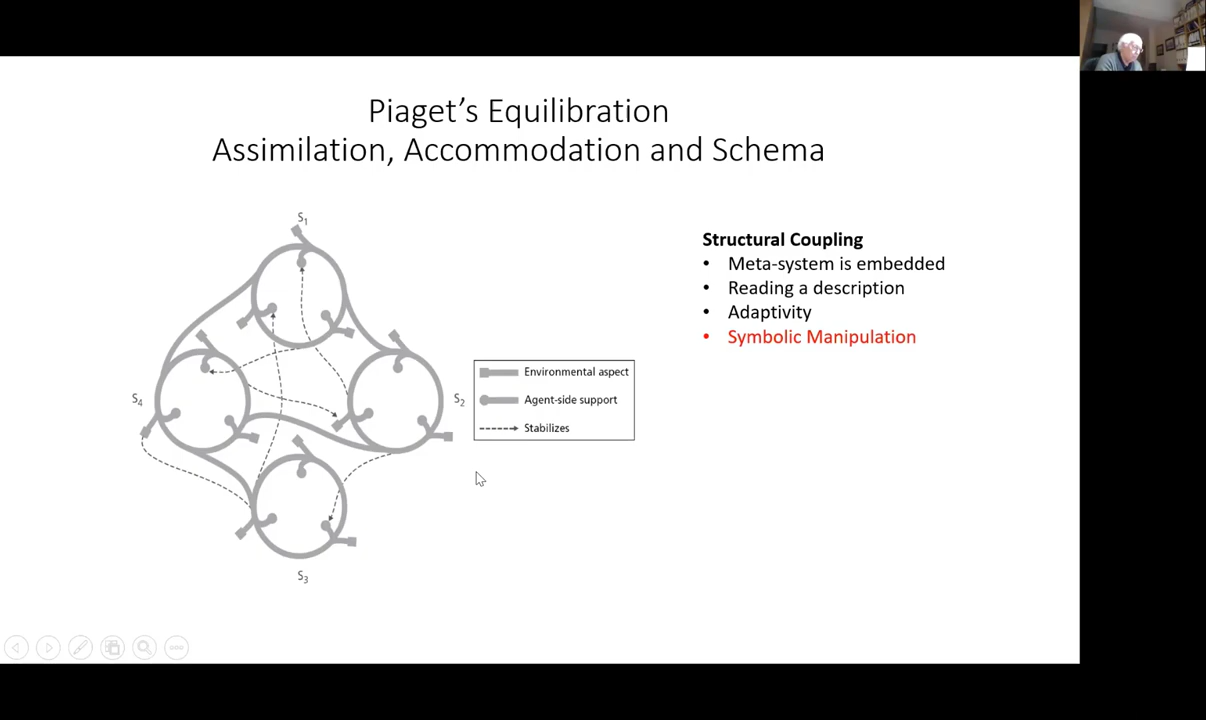 Piaget's Equilibration
Assimilation, Accommodation and Schema
S1
S4
S2
S3
Environmental aspect
Agent-side support
Stabilizes
Structural Coupling
• Meta-system is embedded
• Reading a description
• Adaptivity
• Symbolic Manipulation